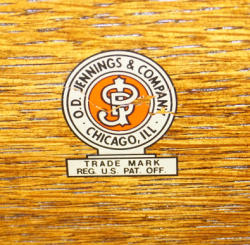 O.D. JENNINGS & COMPANY
CHICAGO, ILL.
TRADE MARK
REG. U.S. PAT. OFF.